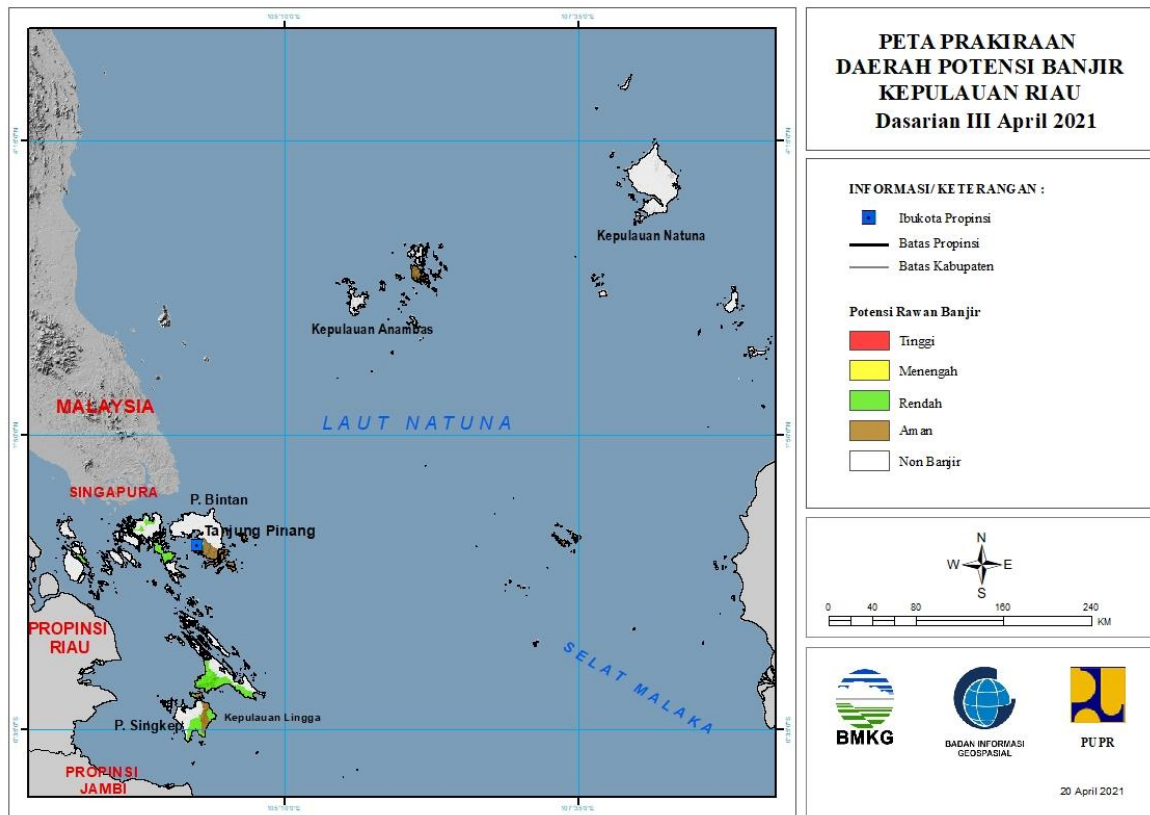 PETA PRAKIRAAN
DAERAH POTENSI BANJIR
KEPULAUAN RIAU
Dasarian III April 2021
INFORMASI/ KETERANGAN :
Ibukota Propinsi
Batas Propinsi
Batas Kabupaten
Potensi Rawan Banjir
Tinggi
Menengah
Rendah
Aman
Non Banjir
N
W E
S
0 40 80 160 240
KM
BMKG
BADAN INFORMASI
GEOSPASIAL
PUPR
20 April 2021
Kepulauan Natuna
Kepulauan Anambas
MALAYSIA
LAUT NATUNA
SINGAPURA
P. Bintan
Tanjung Pinang
PROPINSI
RIAU
SELAT MALAKA
Kepulauan Lingga
P. Singkep
PROPINSI
JAMBI